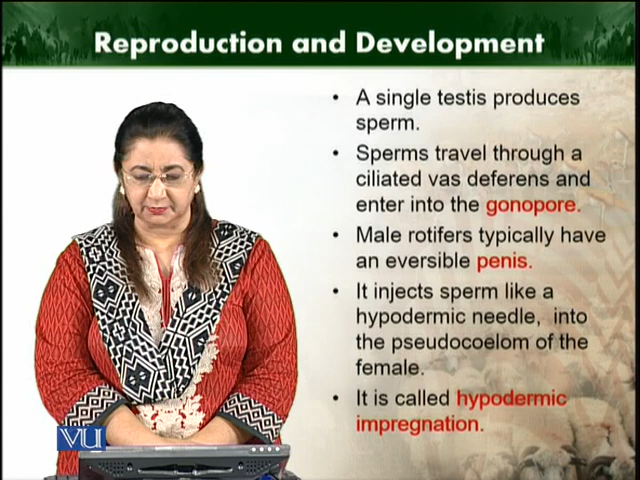 Reproduction and Development
• A single testis produces
sperm.
• Sperms travel through a
ciliated vas deferens and
enter into the gonopore.
• Male rotifers typically have
an eversible penis.
• It injects sperm like a
hypodermic needle, into
the pseudocoelom of the
female.
• It is called hypodermic
impregnation.
VU